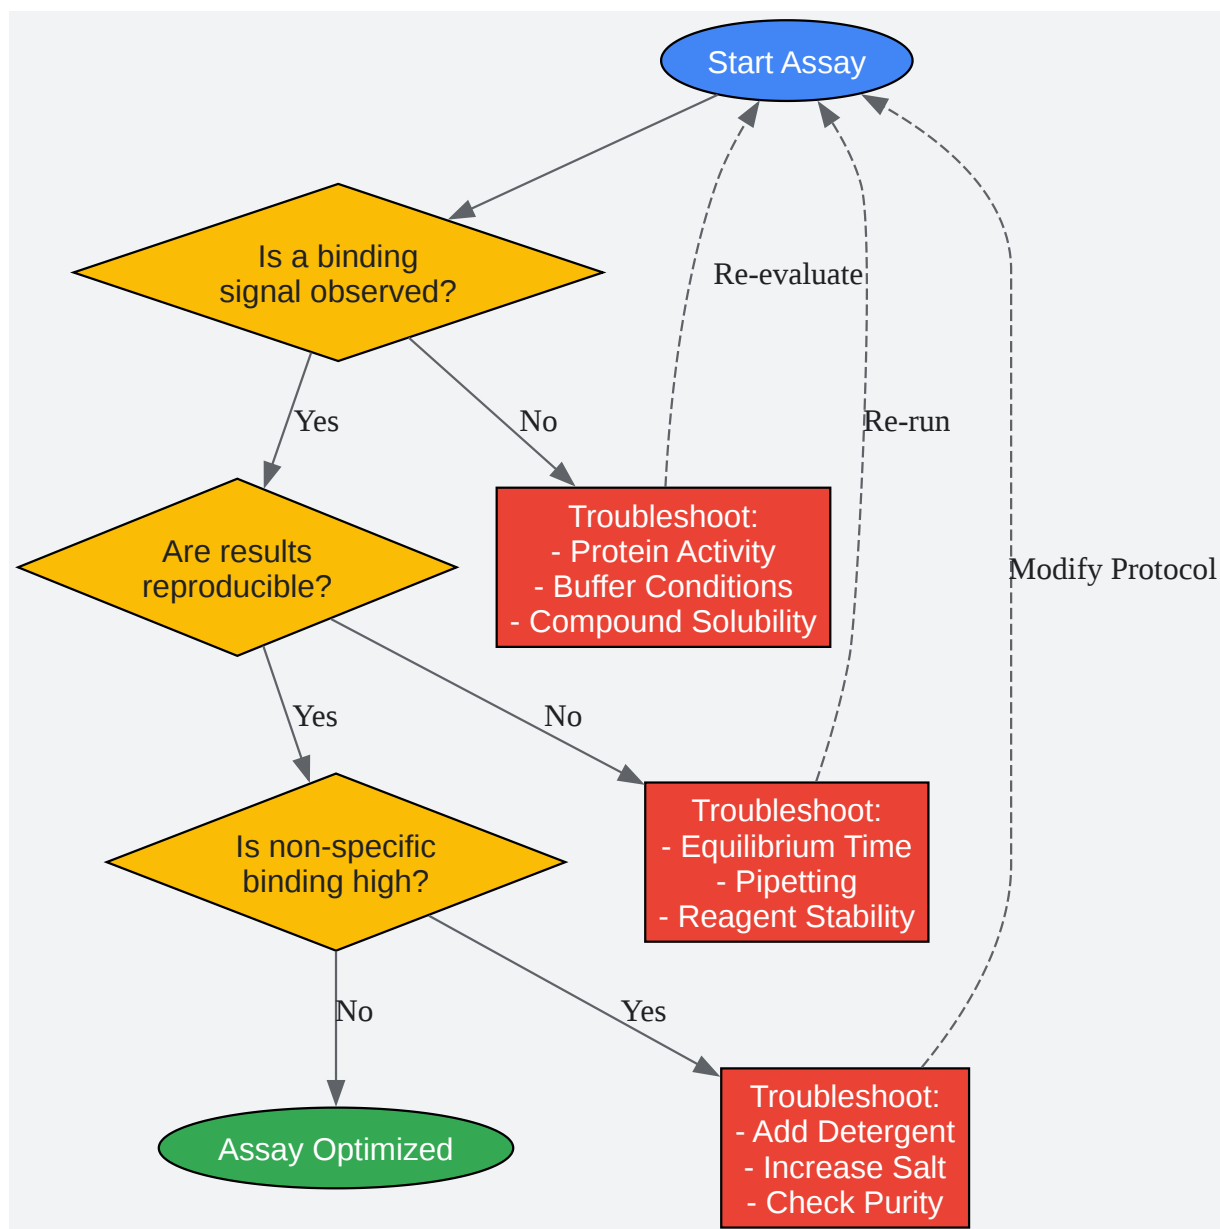 Start Assay
Is a binding
signal observed?
Re-evaluate
Yes
No
Re-run
Troubleshoot:
- Protein Activity
- Buffer Conditions
- Compound Solubility
Are results
reproducible?
Modify Protocol
Yes
No
Troubleshoot:
- Equilibrium Time
- Pipetting
- Reagent Stability
Is non-specific
binding high?
No
Yes
Troubleshoot:
- Add Detergent
- Increase Salt
- Check Purity
Assay Optimized